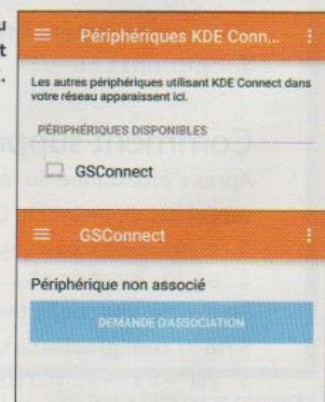 u
t
.
Périphériques KDE Conn...
Les autres périphériques utilisant KDE Connect dans
votre réseau apparaissent ici.
PÉRIPHÉRIQUES DISPONIBLES
GSConnect
GSConnect
Périphérique non associé
DEMANDE D'ASSOCIATION